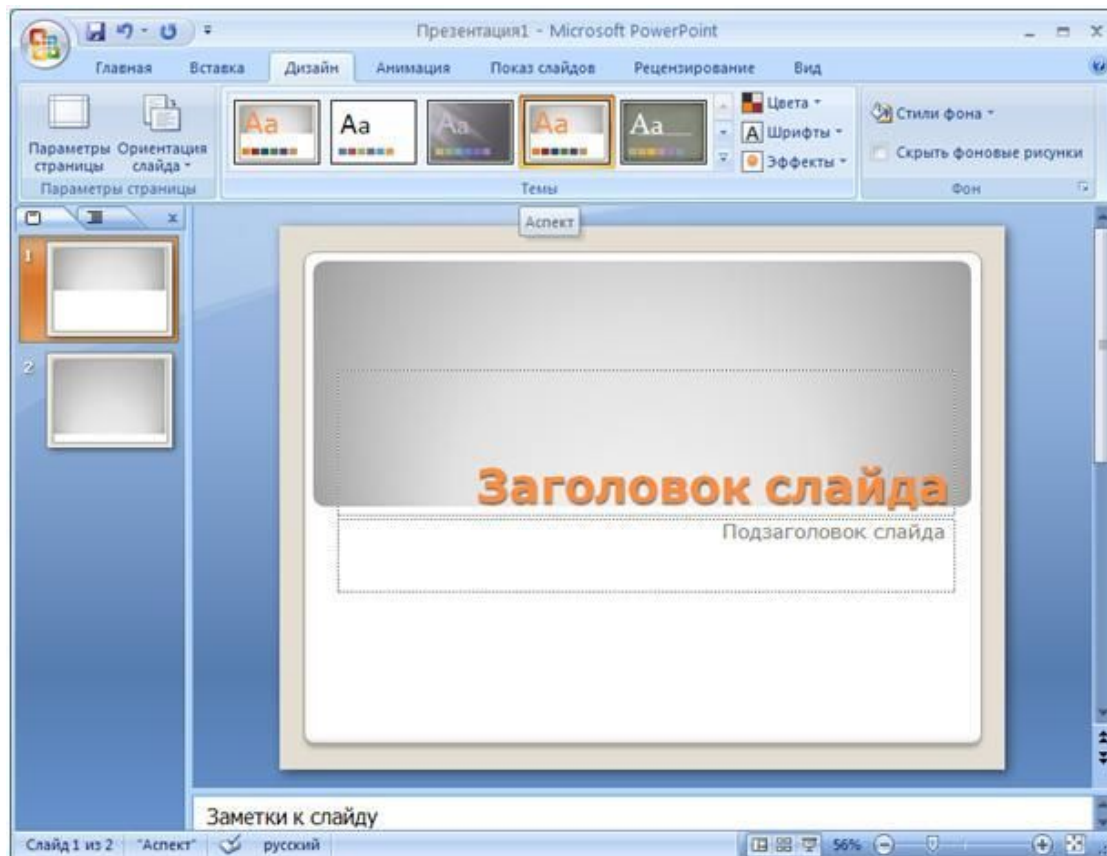 Презентация1 - Microsoft PowerPoint
Главная Вставка Дизайн Анимация Показ слайдов Рецензирование Вид
Параметры страницы
Ориентация слайда
Параметры страницы
Aa Aa Aa Aa Aa
Темы
Цвета
Шрифты
Эффекты
Стили фона
Скрыть фоновые рисунки
Фон
Аспект
1
2
Заголовок слайда
Подзаголовок слайда
Заметки к слайду
Слайд 1 из 2 "Аспект" русский 56%